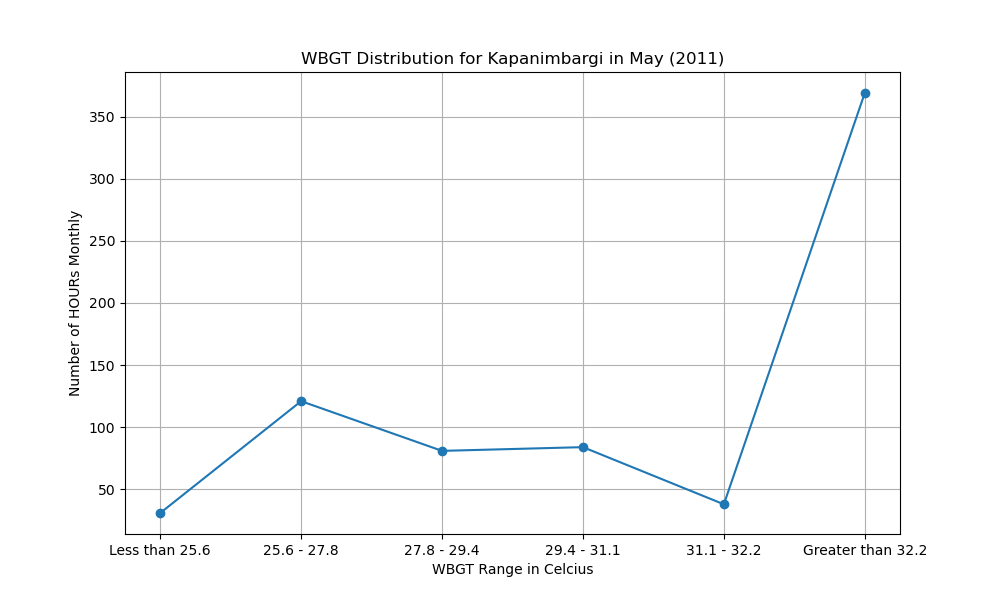 WBGT Distribution for Kapanimbargi in May (2011)
Number of HOURs Monthly
350
300
250
200
150
100
50
Less than 25.6
25.6 - 27.8
27.8 - 29.4
29.4 - 31.1
31.1 - 32.2
Greater than 32.2
WBGT Range in Celcius